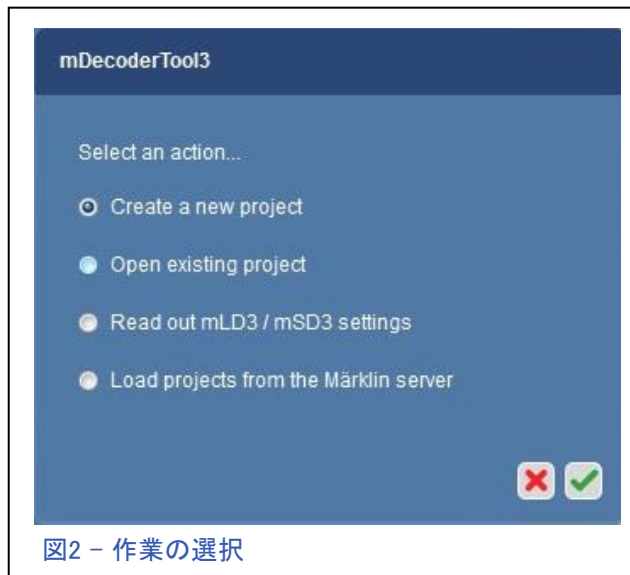 mDecoderTool3
Select an action...
Create a new project
Open existing project
Read out mLD3 / mSD3 settings
Load projects from the Märklin server
図2 – 作業の選択